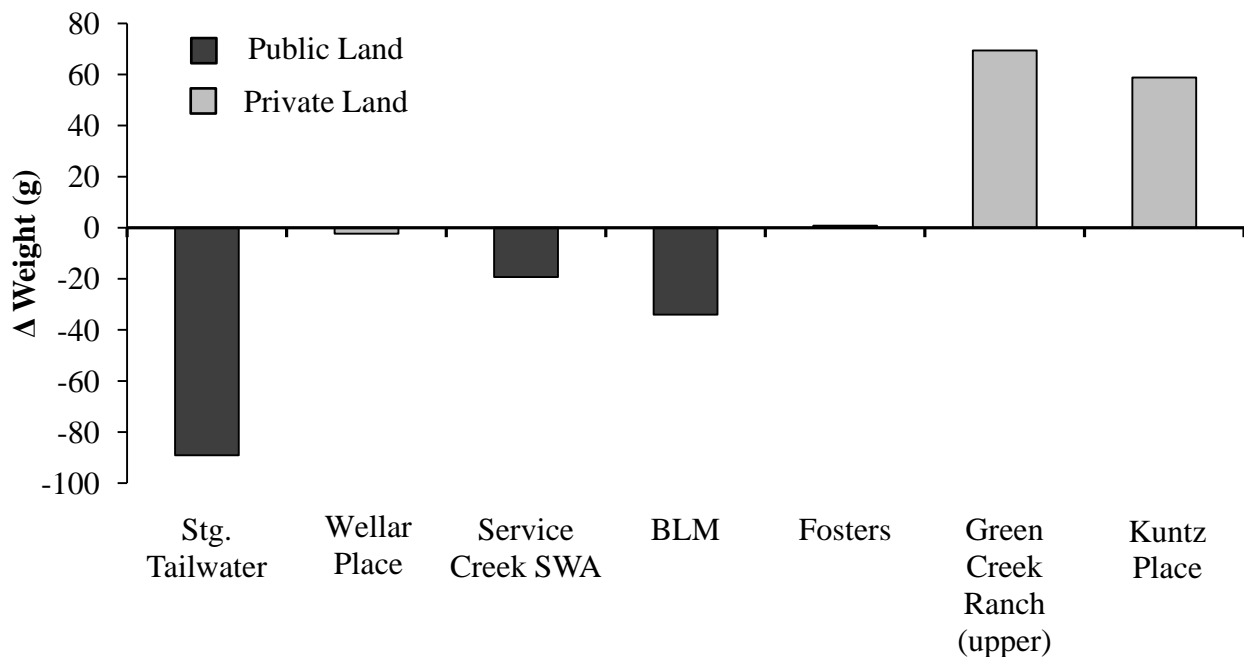 80
60
40
20
0
-20
-40
-60
-80
-100
Δ Weight (g)
Public Land
Private Land
Stg.
Tailwater
Wellar
Place
Service
Creek SWA
BLM
Fosters
Green
Creek
Ranch
(upper)
Kuntz
Place